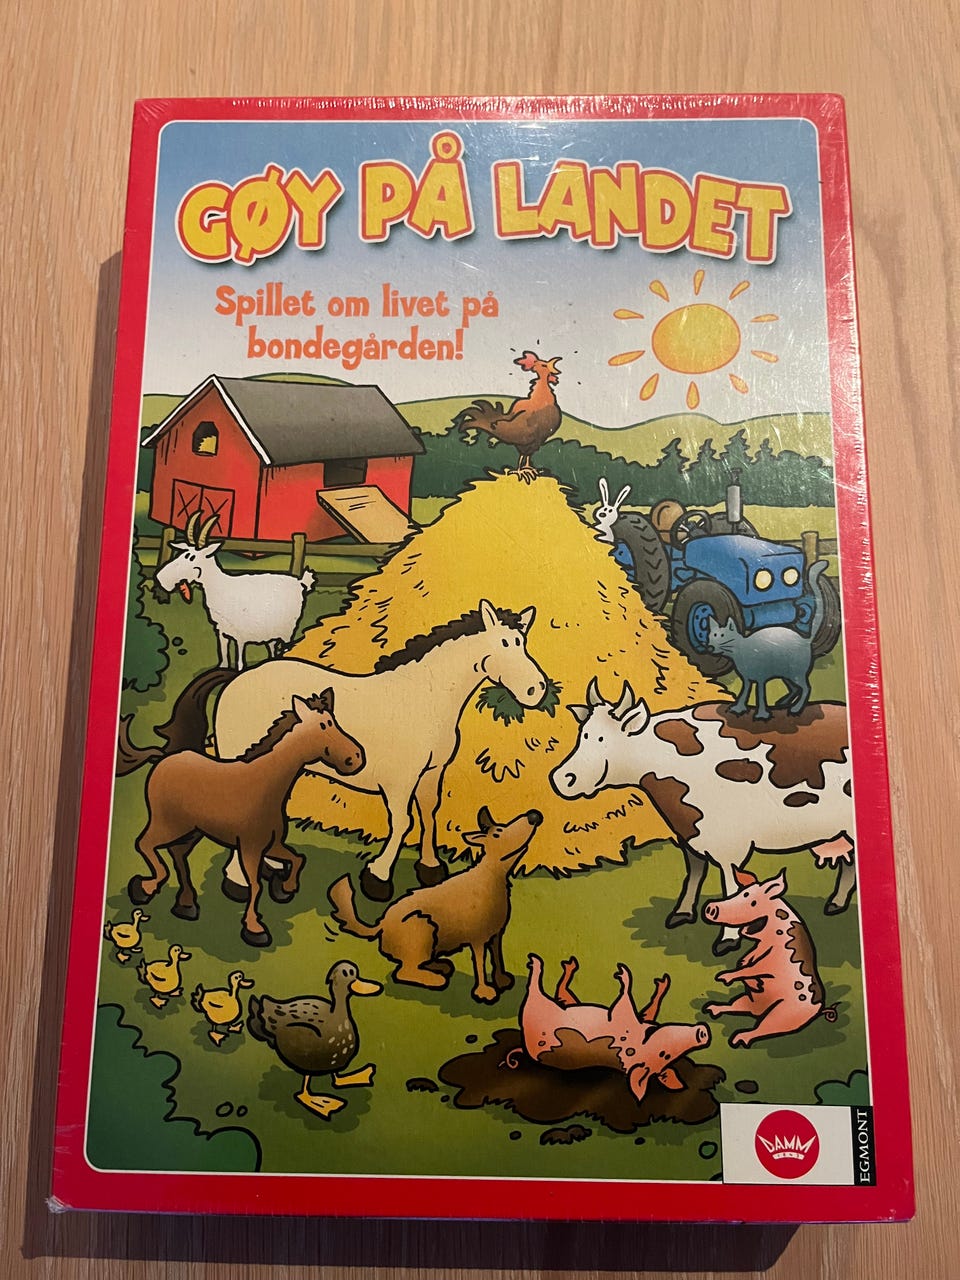 GØY PÅ LANDET
Spillet om livet på
bondegården!
DAMM
EGMONT